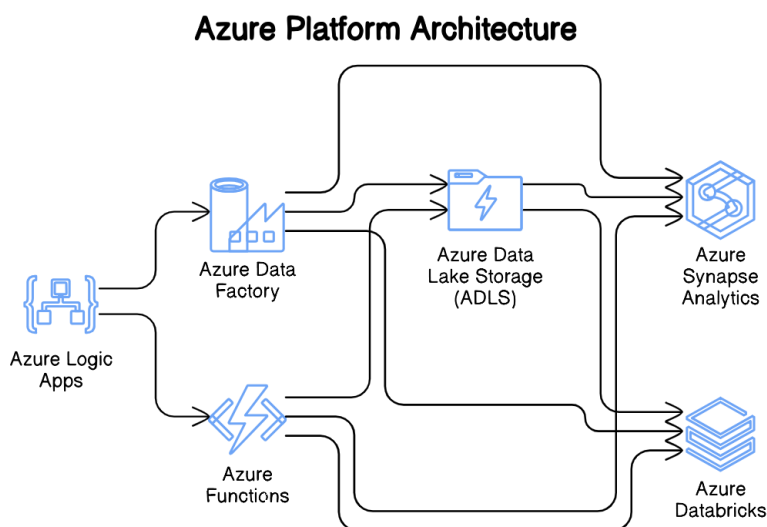 Azure Platform Architecture
Azure Data
Factory
Azure Data
Lake Storage
(ADLS)
Azure
Synapse
Analytics
Azure Logic
Apps
Azure
Functions
Azure
Databricks